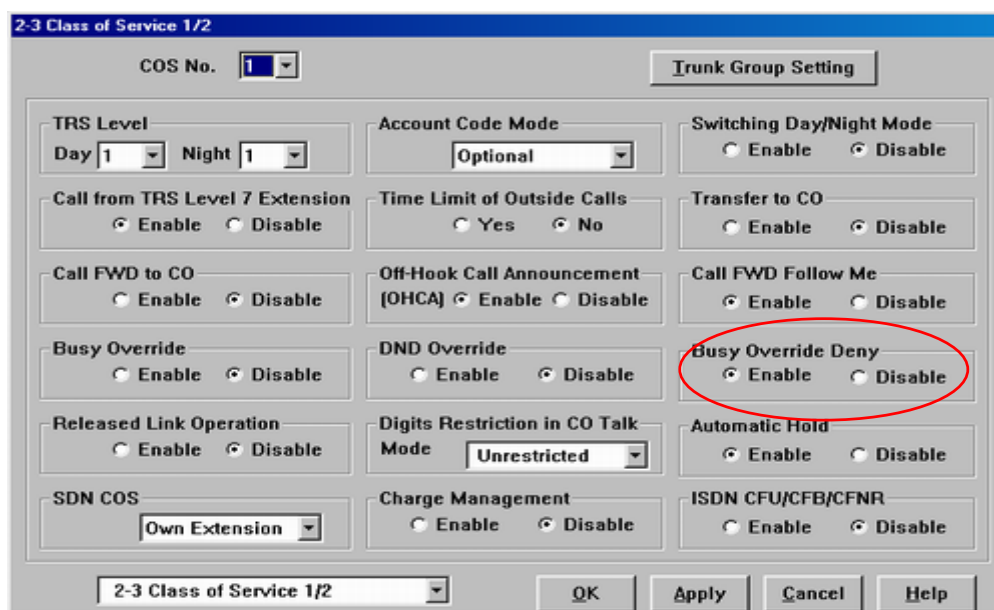 2-3 Class of Service 1/2
COS No. 1
Trunk Group Setting
TRS Level
Day 1 Night 1
Account Code Mode
Optional
Switching Day/Night Mode
Enable Disable
Call from TRS Level 7 Extension
Enable Disable
Time Limit of Outside Calls
Yes No
Transfer to CO
Enable Disable
Call FWD to CO
Enable Disable
Off-Hook Call Announcement
(OHCA) Enable Disable
Call FWD Follow Me
Enable Disable
Busy Override
Enable Disable
DND Override
Enable Disable
Busy Override Deny
Enable Disable
Released Link Operation
Enable Disable
Digits Restriction in CO Talk
Mode Unrestricted
Automatic Hold
Enable Disable
SDN COS
Own Extension
Charge Management
Enable Disable
ISDN CFU/CFB/CFNR
Enable Disable
2-3 Class of Service 1/2
OK Apply Cancel Help